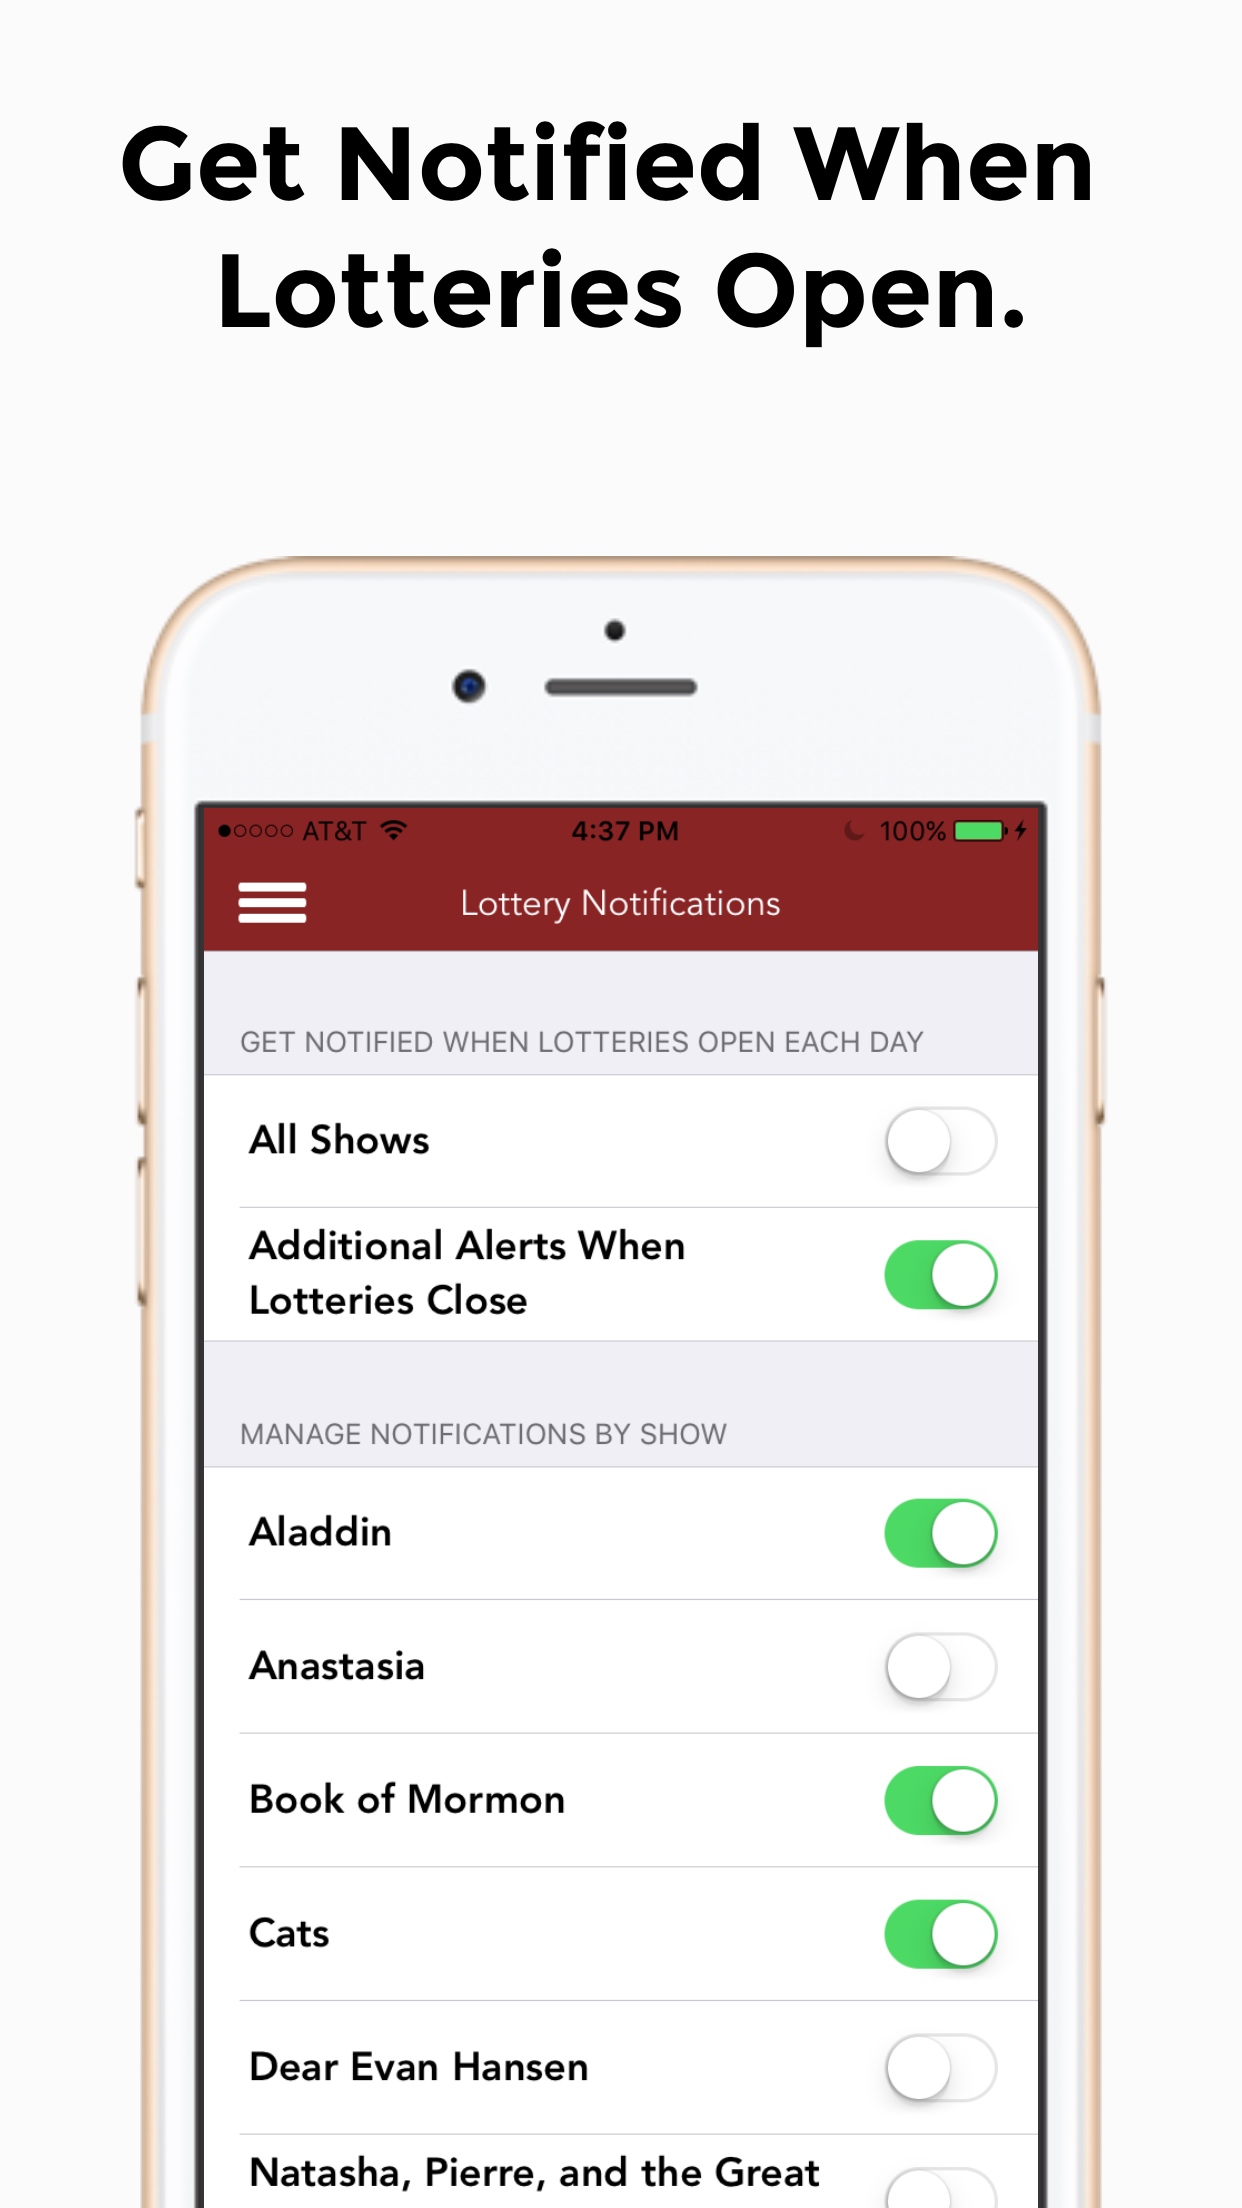 Get Notified When
Lotteries Open.
AT&T 4:37 PM 100%
Lottery Notifications
GET NOTIFIED WHEN LOTTERIES OPEN EACH DAY
All Shows
Additional Alerts When
Lotteries Close
MANAGE NOTIFICATIONS BY SHOW
Aladdin
Anastasia
Book of Mormon
Cats
Dear Evan Hansen
Natasha, Pierre, and the Great